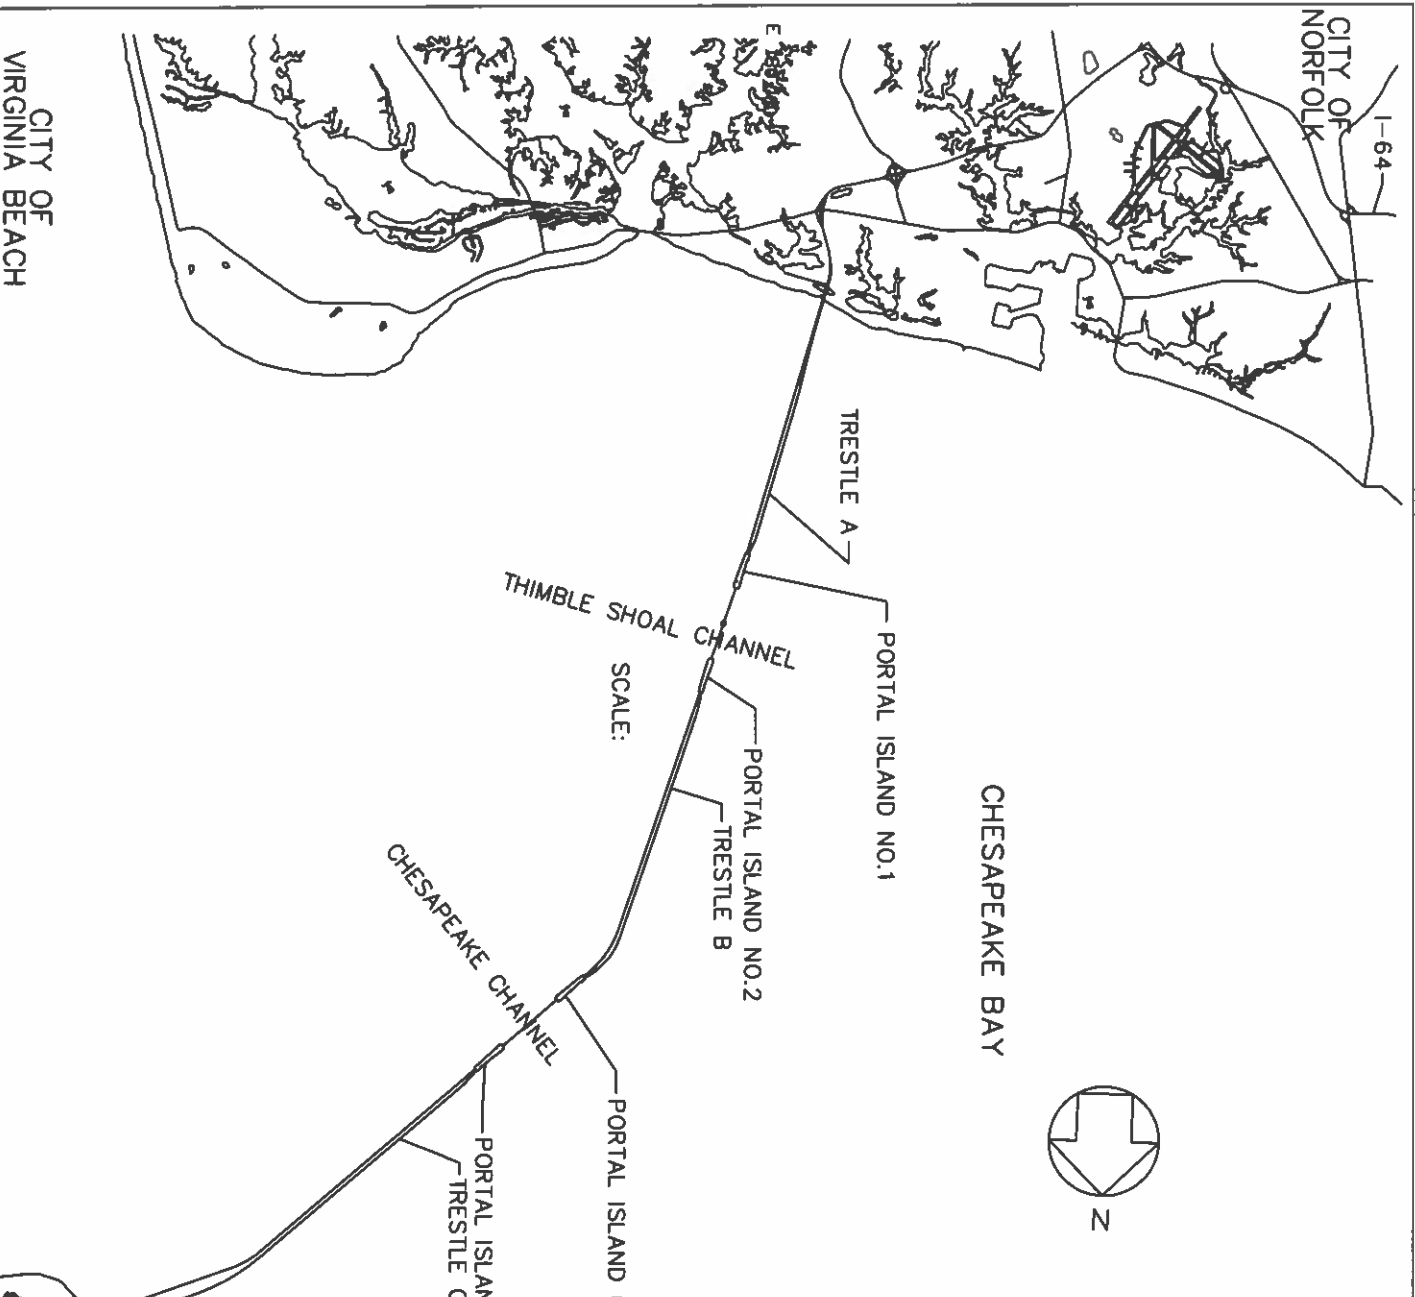 CITY OF
NORFOLK
I-64
E
CITY OF
VIRGINIA BEACH
TRESTLE A
PORTAL ISLAND NO.1
THIMBLE SHOAL CHANNEL
SCALE:
PORTAL ISLAND NO.2
TRESTLE B
CHESAPEAKE BAY
CHESAPEAKE CHANNEL
PORTAL ISLAND
PORTAL ISLAN
TRESTLE
N